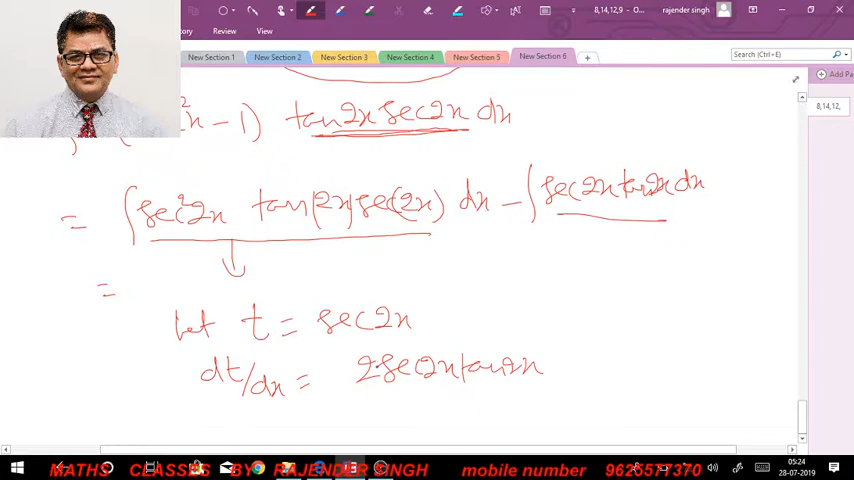 8,14,12,9 - O...
rajender singh
tory Review View
New Section 1 New Section 2 New Section 3 New Section 4 New Section 5 New Section 6 +
Search (Ctrl+E)
Add Pa
8,14,12,
x - 1) tan2x sec2x dx
= ∫ sec²2x tan(2x)sec(2x) dx - ∫ sec2x tan2x dx
=
let t = sec2x
dt/dx = 2sec2xtan2x
MATHS CLASSES BY RAJENDER SINGH mobile number 9625577370
05:24
28-07-2019